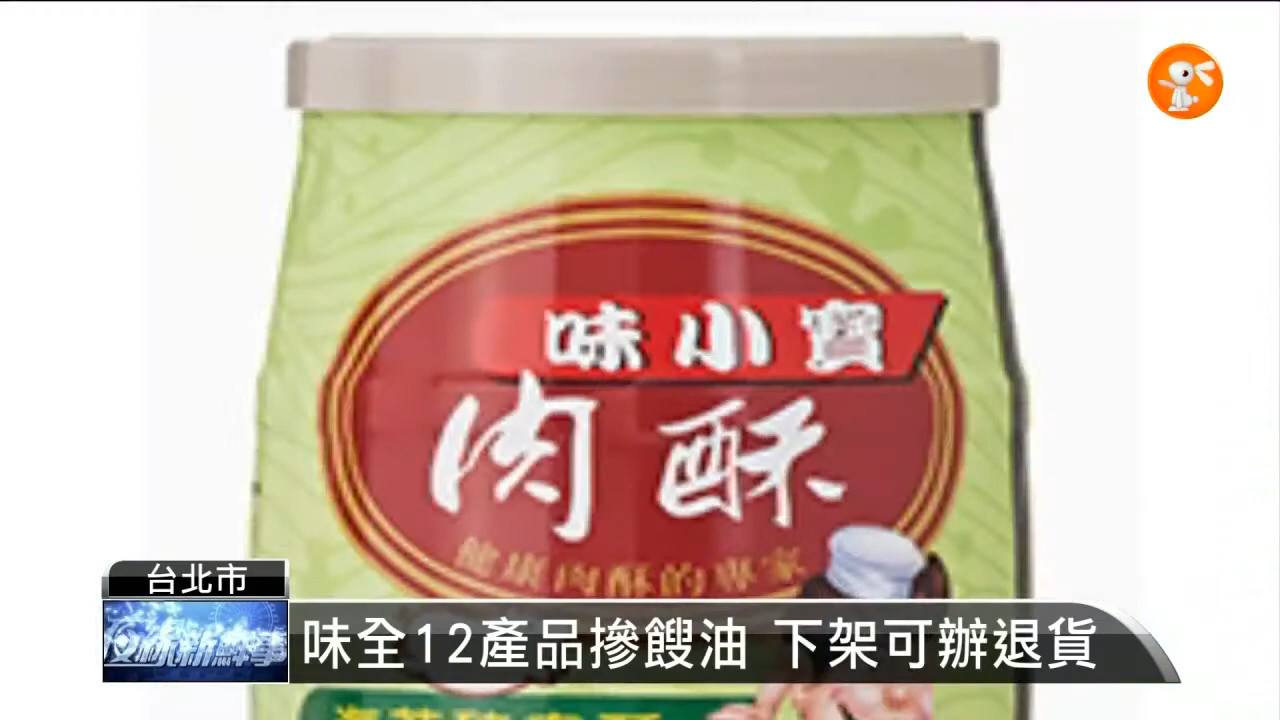 味小寶
肉酥
健康肉酥的專家
台北市
味全12產品摻餿油 下架可辦退貨